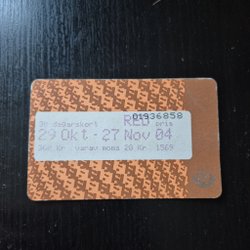 01936858
30 dagarskort RED pris
29 Okt - 27 Nov 04
360 Kr varav moms 20 Kr 1569